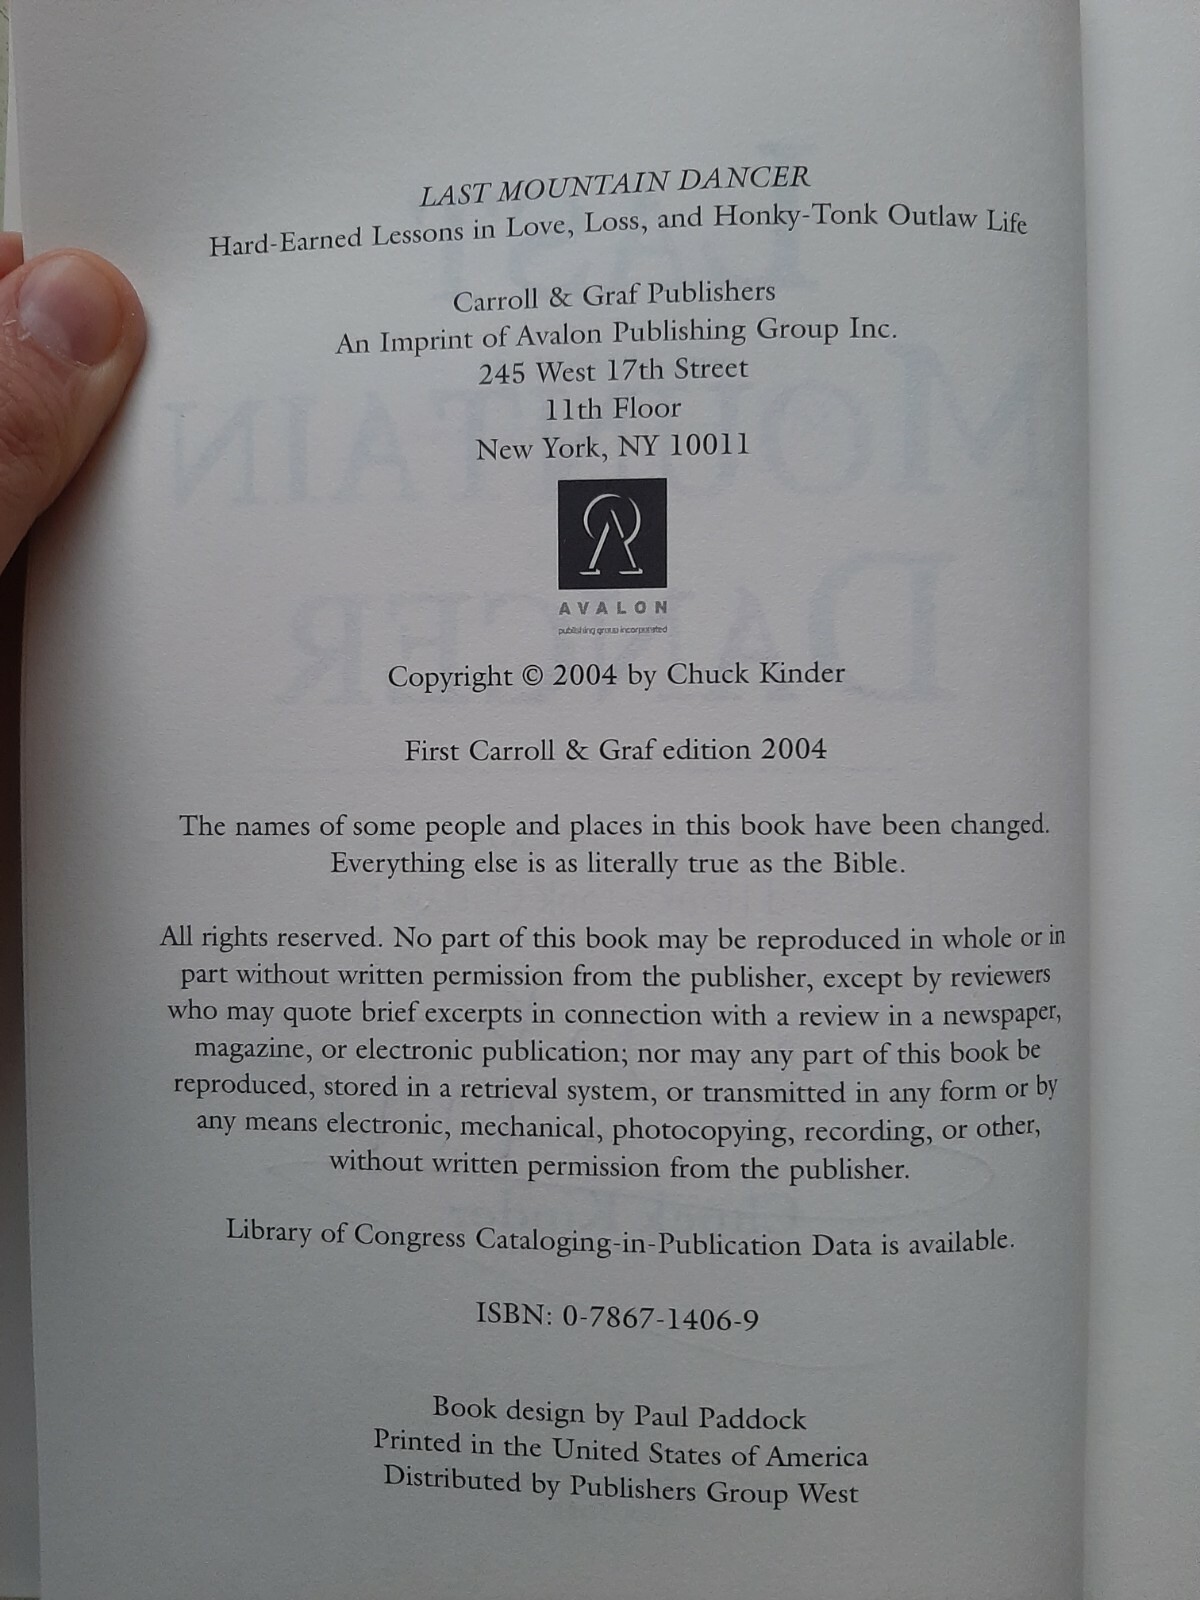 LAST MOUNTAIN DANCER
Hard-Earned Lessons in Love, Loss, and Honky-Tonk Outlaw Life
Carroll & Graf Publishers
An Imprint of Avalon Publishing Group Inc.
245 West 17th Street
11th Floor
New York, NY 10011
AVALON
publishing group incorporated
Copyright © 2004 by Chuck Kinder
First Carroll & Graf edition 2004
The names of some people and places in this book have been changed.
Everything else is as literally true as the Bible.
All rights reserved. No part of this book may be reproduced in whole or in
part without written permission from the publisher, except by reviewers
who may quote brief excerpts in connection with a review in a newspaper,
magazine, or electronic publication; nor may any part of this book be
reproduced, stored in a retrieval system, or transmitted in any form or by
any means electronic, mechanical, photocopying, recording, or other,
without written permission from the publisher.
Library of Congress Cataloging-in-Publication Data is available.
ISBN: 0-7867-1406-9
Book design by Paul Paddock
Printed in the United States of America
Distributed by Publishers Group West